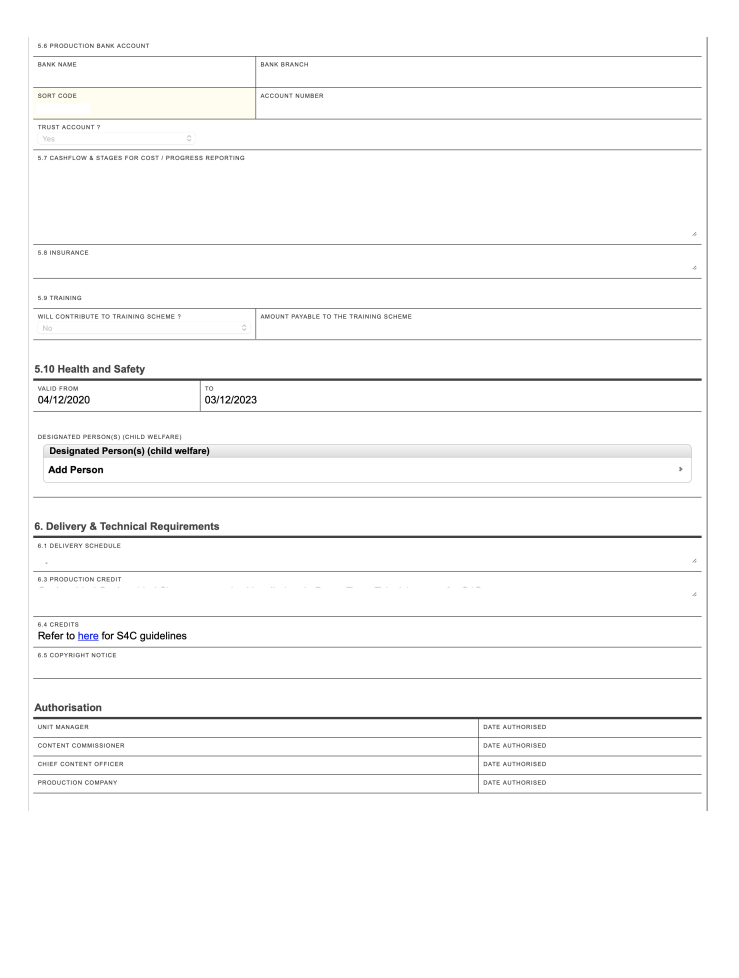 5.6 PRODUCTION BANK ACCOUNT
BANK NAME
BANK BRANCH
SORT CODE
ACCOUNT NUMBER
TRUST ACCOUNT ?
Yes
5.7 CASHFLOW & STAGES FOR COST / PROGRESS REPORTING
5.8 INSURANCE
5.9 TRAINING
WILL CONTRIBUTE TO TRAINING SCHEME ?
AMOUNT PAYABLE TO THE TRAINING SCHEME
No
5.10 Health and Safety
VALID FROM
TO
04/12/2020
03/12/2023
DESIGNATED PERSON(S) (CHILD WELFARE)
Designated Person(s) (child welfare)
Add Person
6. Delivery & Technical Requirements
6.1 DELIVERY SCHEDULE
6.3 PRODUCTION CREDIT
6.4 CREDITS
Refer to here for S4C guidelines
6.5 COPYRIGHT NOTICE
Authorisation
UNIT MANAGER
DATE AUTHORISED
CONTENT COMMISSIONER
DATE AUTHORISED
CHIEF CONTENT OFFICER
DATE AUTHORISED
PRODUCTION COMPANY
DATE AUTHORISED